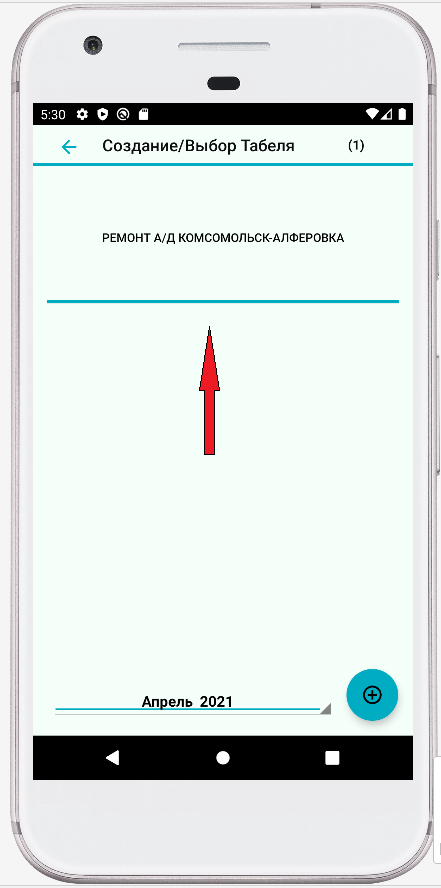 5:30
Создание/Выбор Табеля (1)
РЕМОНТ А/Д КОМСОМОЛЬСК-АЛФЕРОВКА
Апрель 2021